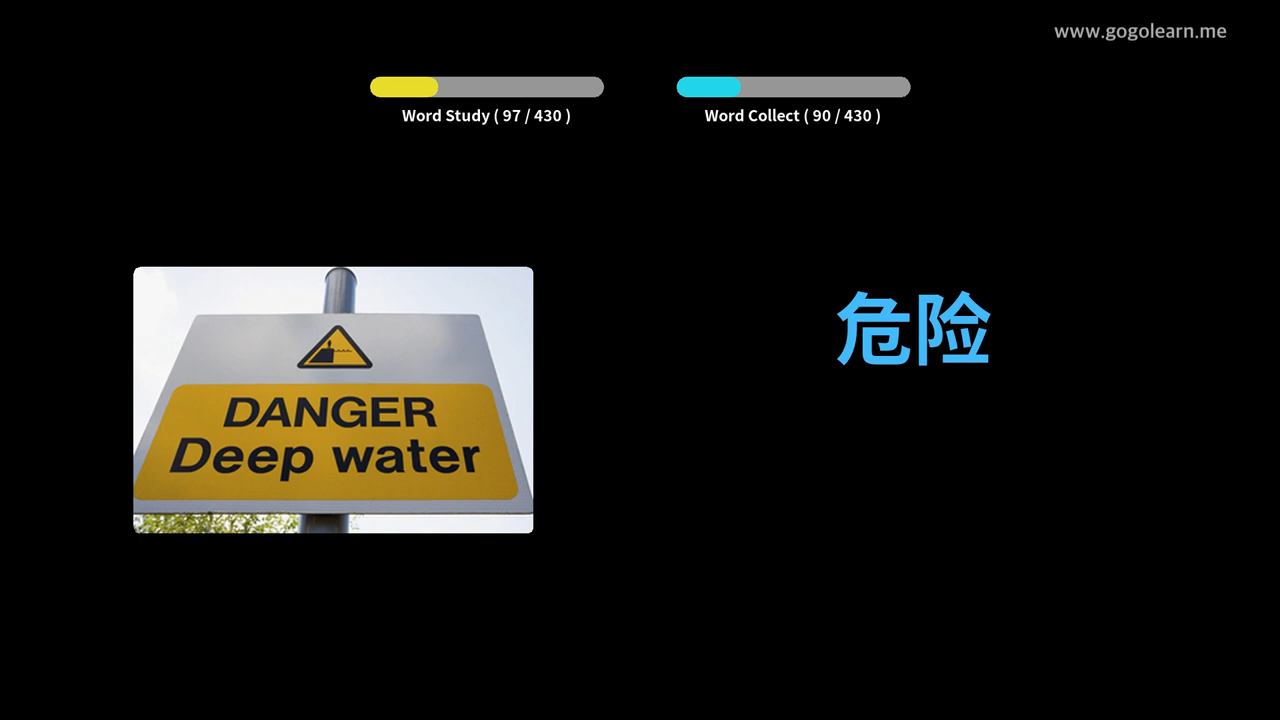 www.gogolearn.me
Word Study ( 97 / 430 )
Word Collect ( 90 / 430 )
DANGER
Deep water
危险